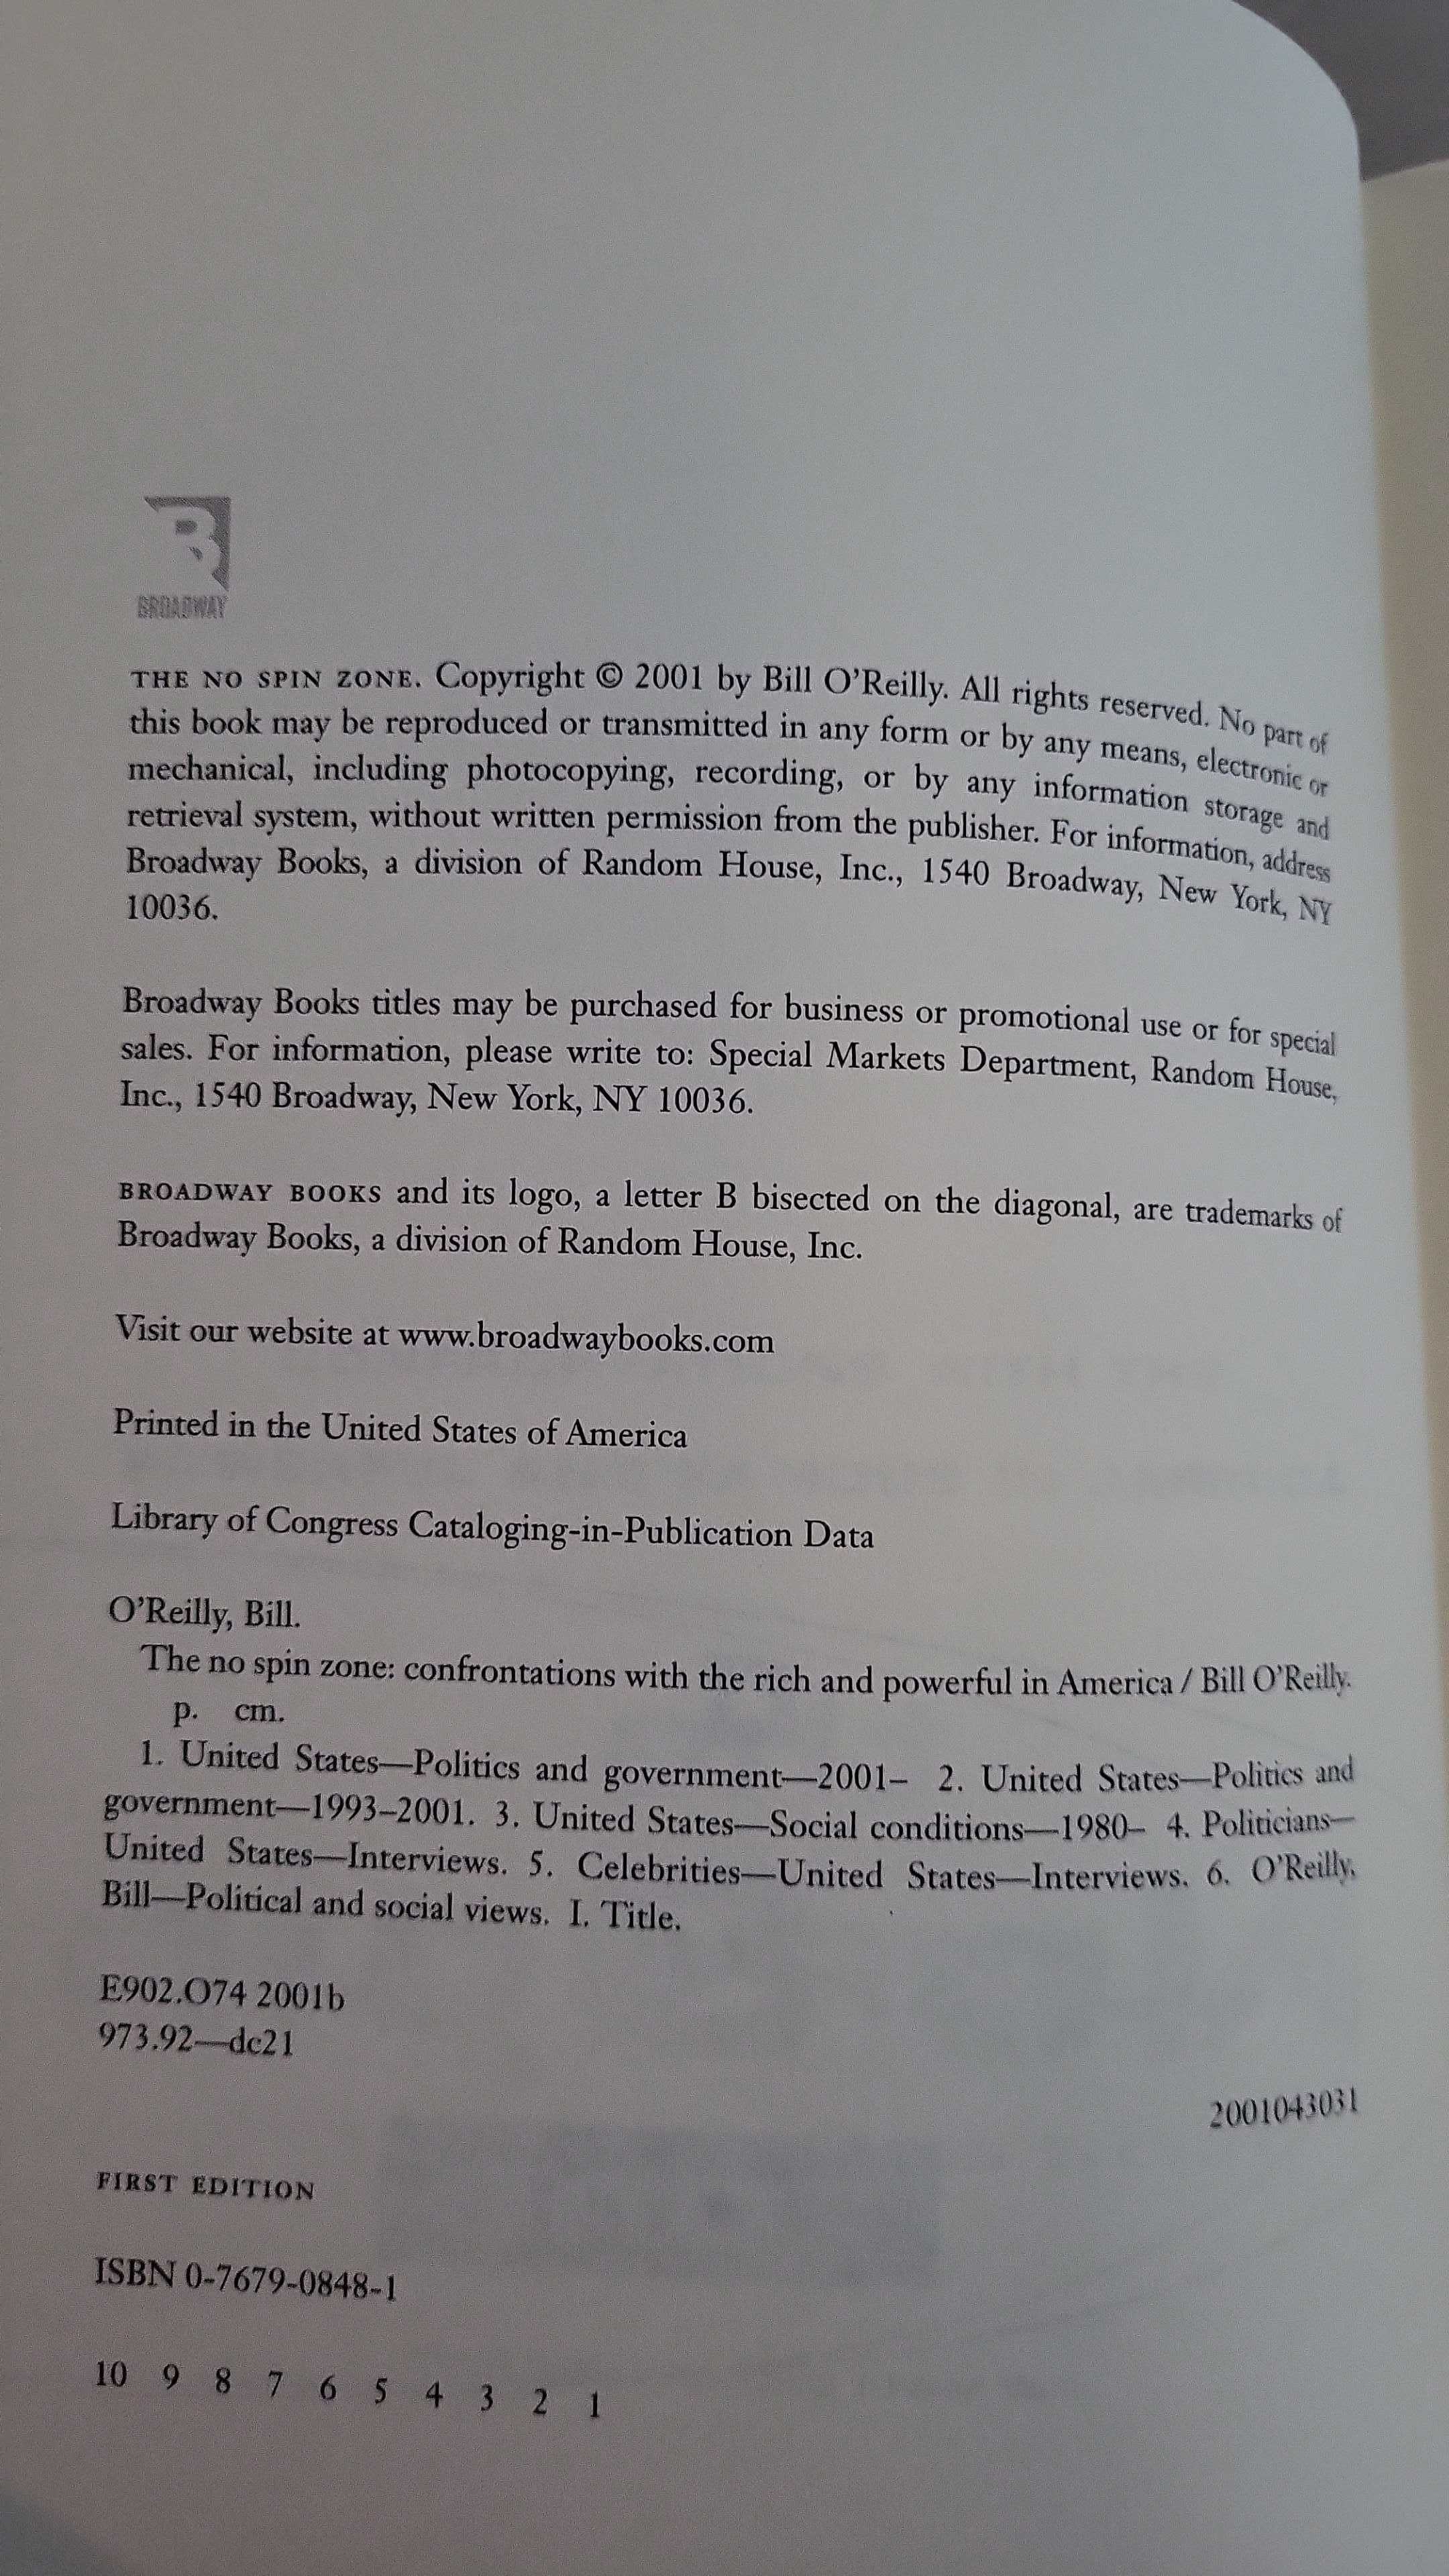 B
BROADWAY
THE NO SPIN ZONE. Copyright © 2001 by Bill O'Reilly. All rights reserved. No part of
this book may be reproduced or transmitted in any form or by any means, electronic or
mechanical, including photocopying, recording, or by any information storage and
retrieval system, without written permission from the publisher. For information, address
Broadway Books, a division of Random House, Inc., 1540 Broadway, New York, NY
10036.
Broadway Books titles may be purchased for business or promotional use or for special
sales. For information, please write to: Special Markets Department, Random House,
Inc., 1540 Broadway, New York, NY 10036.
BROADWAY BOOKS and its logo, a letter B bisected on the diagonal, are trademarks of
Broadway Books, a division of Random House, Inc.
Visit our website at www.broadwaybooks.com
Printed in the United States of America
Library of Congress Cataloging-in-Publication Data
O'Reilly, Bill.
The no spin zone: confrontations with the rich and powerful in America / Bill O'Reilly.
p. cm.
1. United States—Politics and government—2001– 2. United States—Politics and
government—1993–2001. 3. United States—Social conditions—1980– 4. Politicians—
United States—Interviews. 5. Celebrities—United States—Interviews. 6. O'Reilly,
Bill—Political and social views. I. Title.
E902.O74 2001b
973.92—dc21
2001043031
FIRST EDITION
ISBN 0-7679-0848-1
10 9 8 7 6 5 4 3 2 1